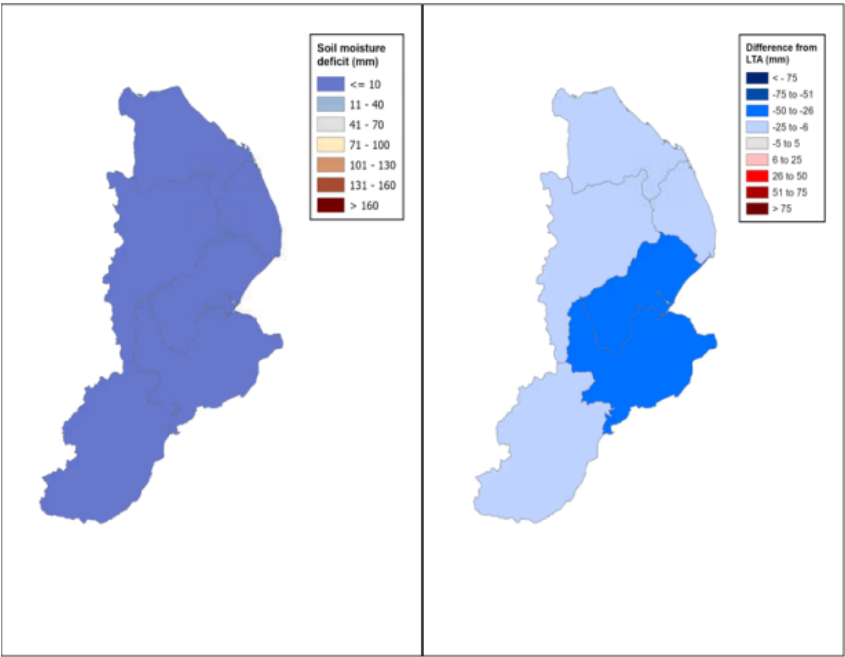 Soil moisture
deficit (mm)
<= 10
11 - 40
41 - 70
71 - 100
101 - 130
131 - 160
> 160
Difference from
LTA (mm)
< - 75
-75 to -51
-50 to -26
-25 to -6
-5 to 5
6 to 25
26 to 50
51 to 75
> 75